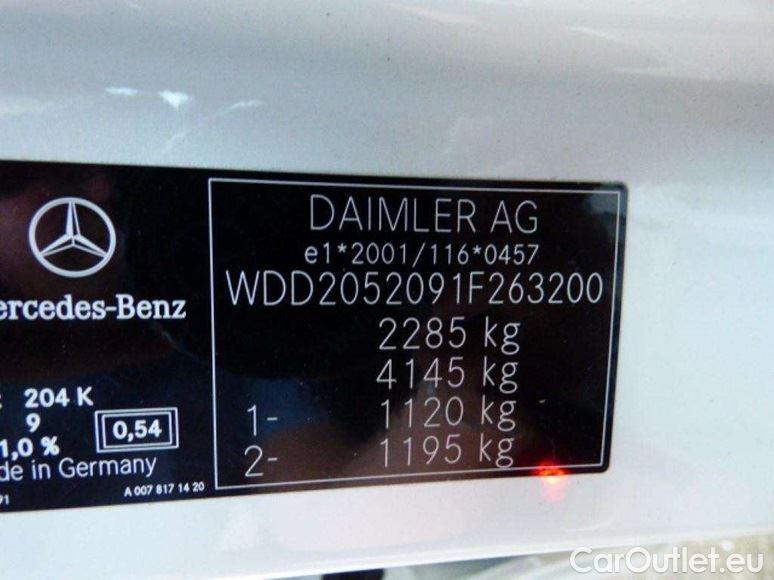 DAIMLER AG
e1*2001/116*0457
WDD2052091F263200
2285 kg
4145 kg
1- 1120 kg
2- 1195 kg
ercedes-Benz
204 K
9
1,0 %
0,54
de in Germany
91
A 007 817 14 20
CarOutlet.eu